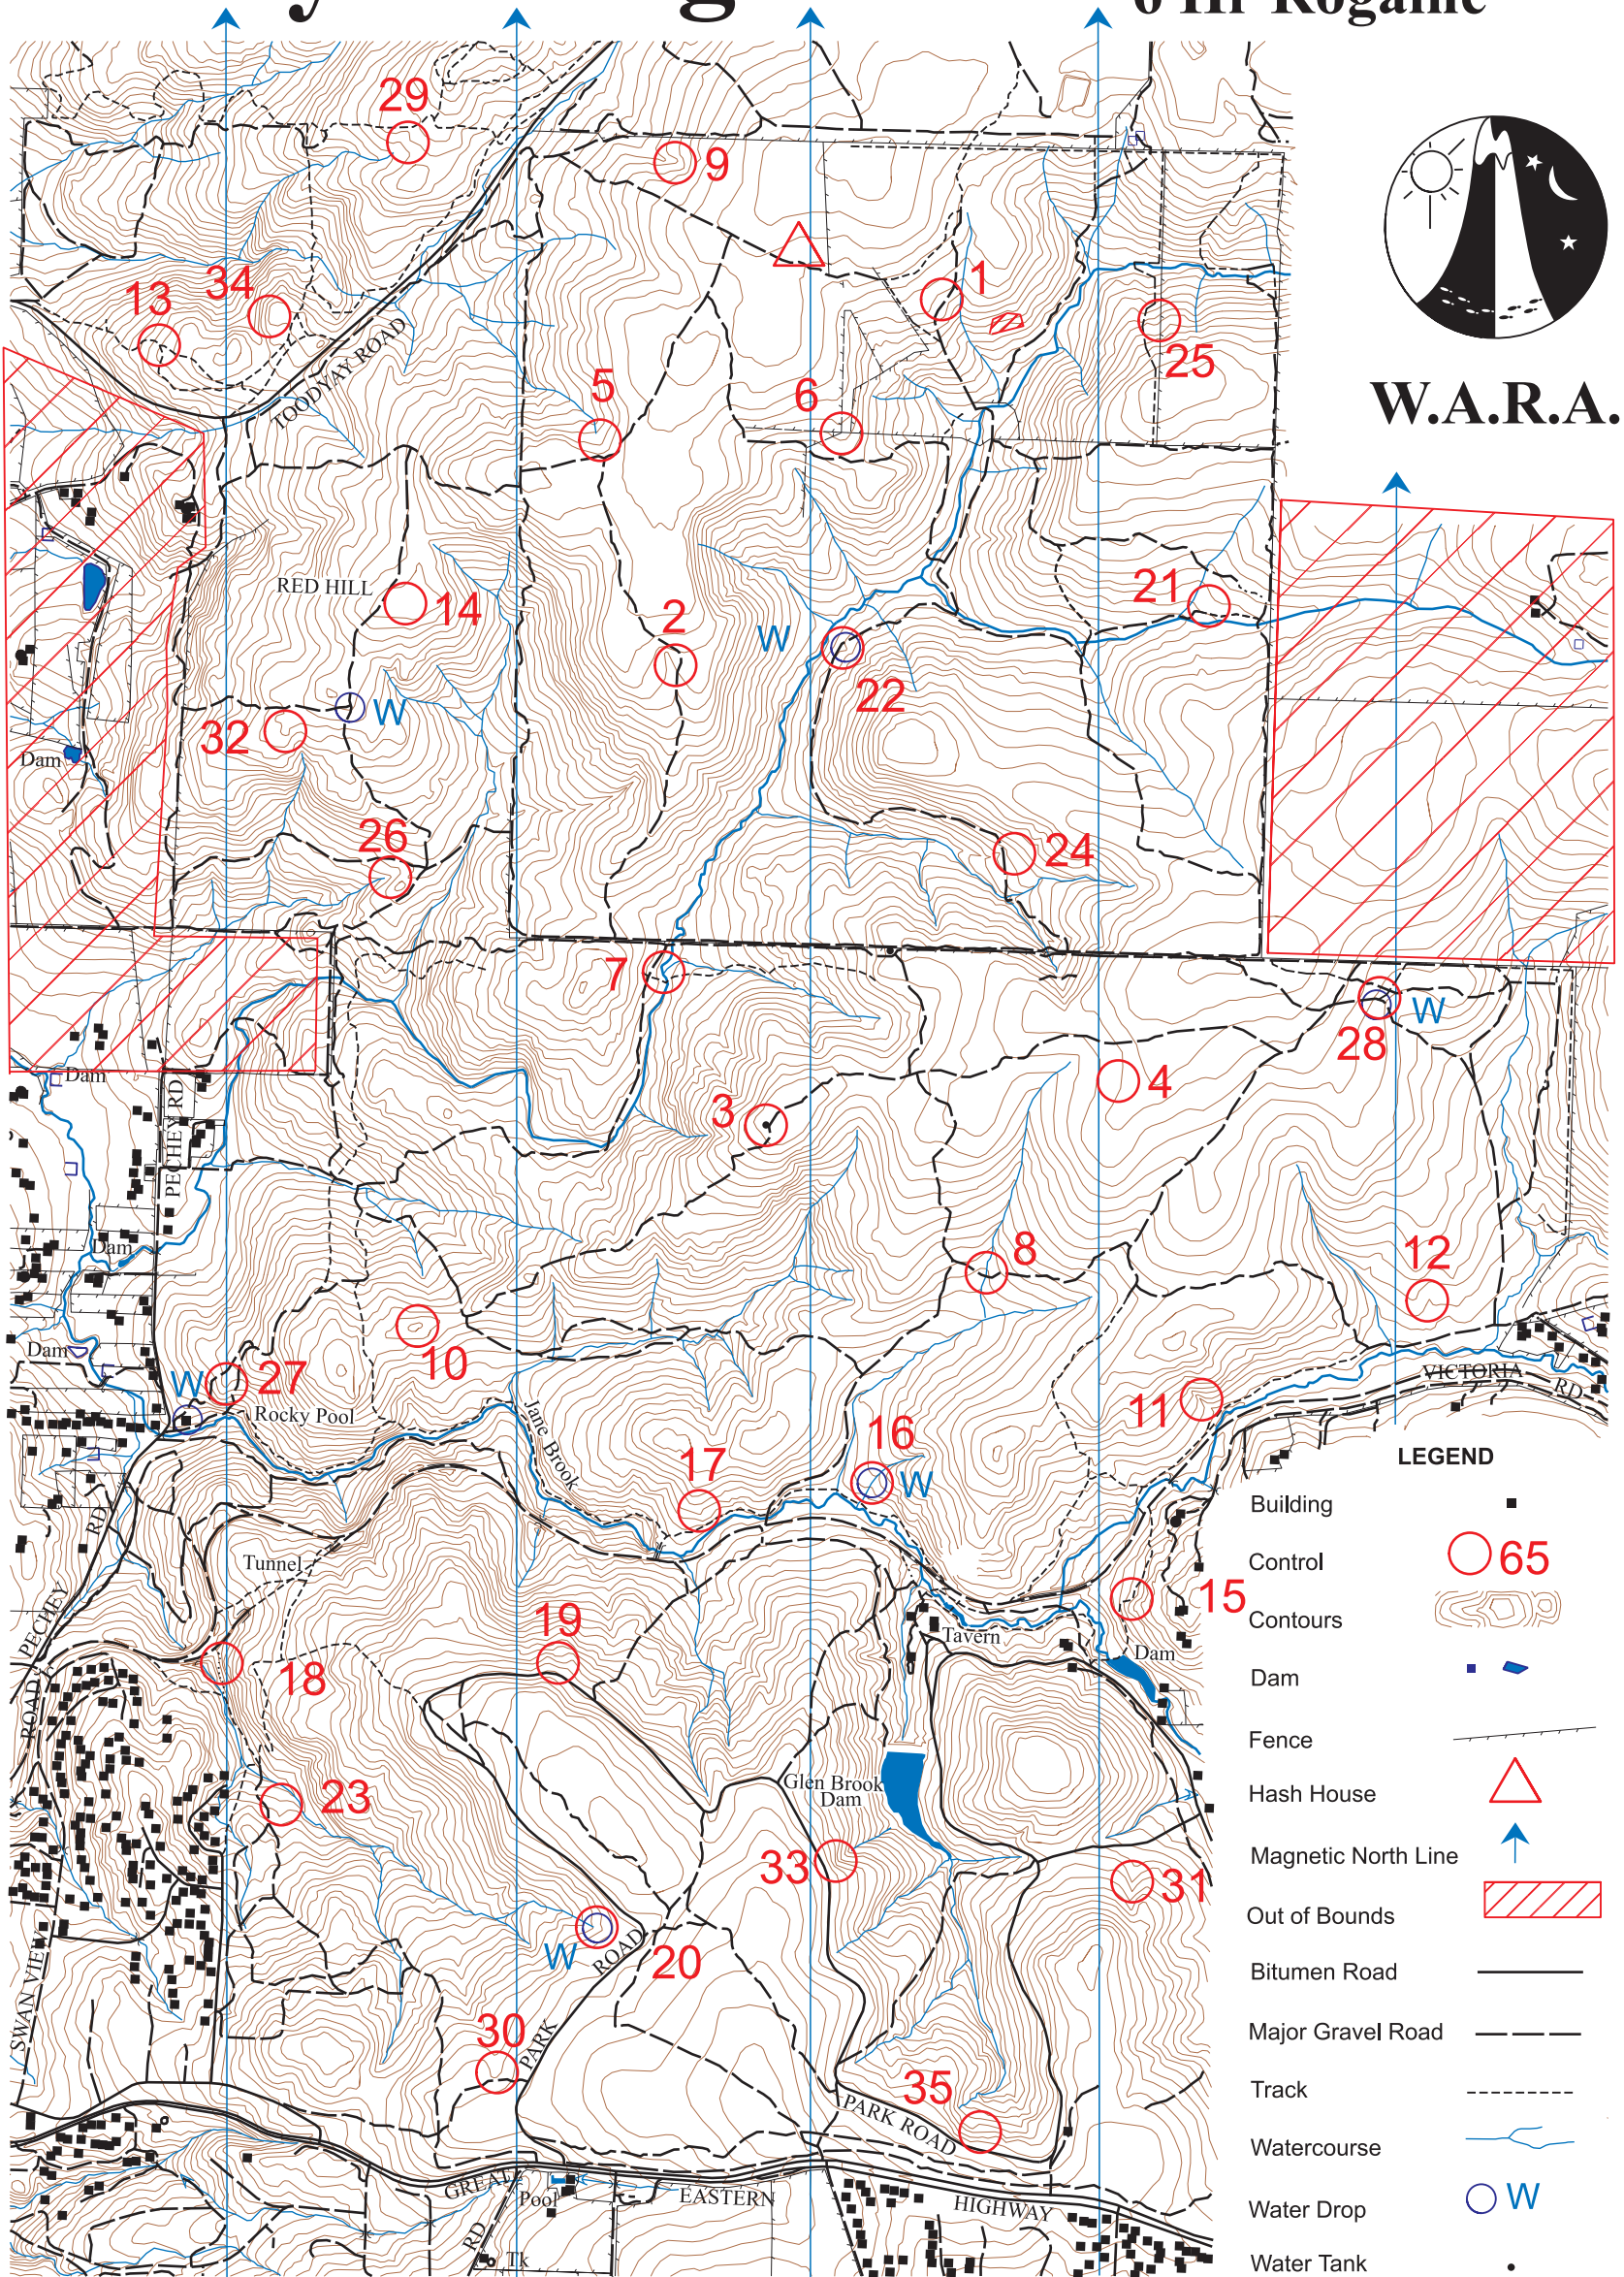 29
9
34
13
1
TOODYAY ROAD
25
5
6
W.A.R.A.
RED HILL
14
2
21
W
22
W
32
Dam
26
24
7
W
28
Dam
4
3
PECHEY RD
8
12
Dam
10
Dam
W
27
VICTORIA
RD
Rocky Pool
11
Jane Brook
16
W
17
LEGEND
Building
RD
Control
65
Tunnel
15
PECHEY
Contours
19
Tavern
Dam
18
Dam
ROAD
Fence
Glen Brook
Dam
23
Hash House
33
Magnetic North Line
31
Out of Bounds
W
ROAD
20
SWAN VIEW
Bitumen Road
30
PARK
Major Gravel Road
35
Track
PARK ROAD
Watercourse
GREAT
Pool
EASTERN
HIGHWAY
Water Drop
W
RD
Tk
Water Tank